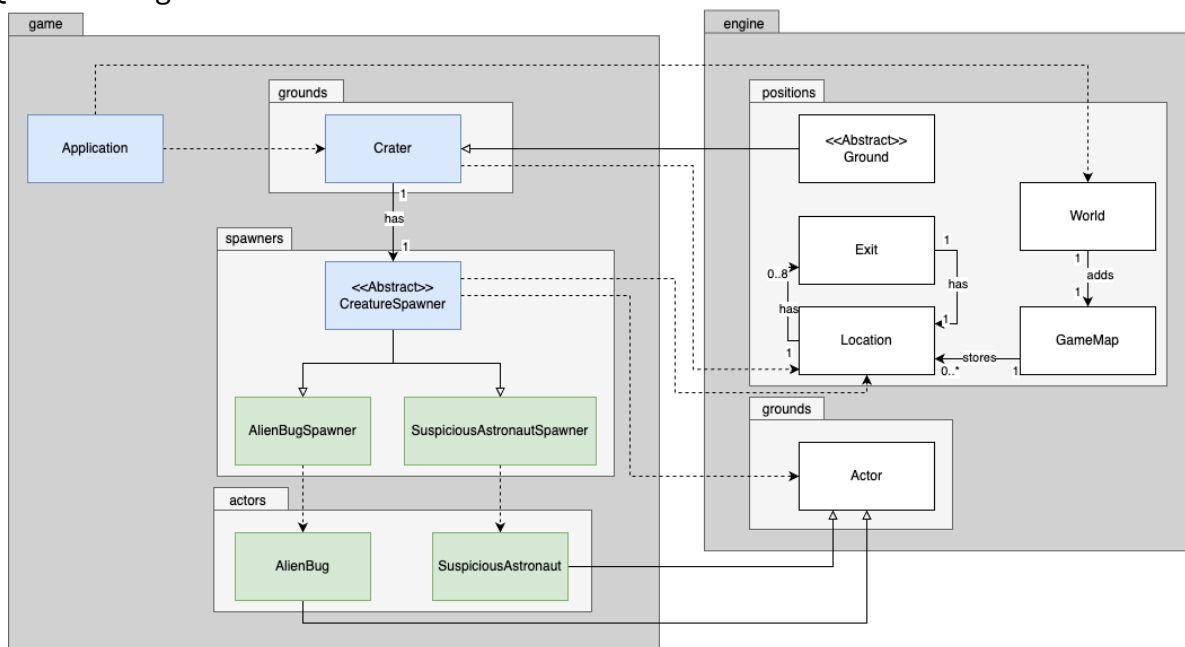 game
engine
grounds
positions
Application
Crater
<<Abstract>>
Ground
1
has
1
World
Exit
1
1
adds
1
0..8
has
has
1
1
spawners
<<Abstract>>
CreatureSpawner
Location
GameMap
stores
0..*
1
grounds
AlienBugSpawner
SuspiciousAstronautSpawner
Actor
actors
AlienBug
SuspiciousAstronaut